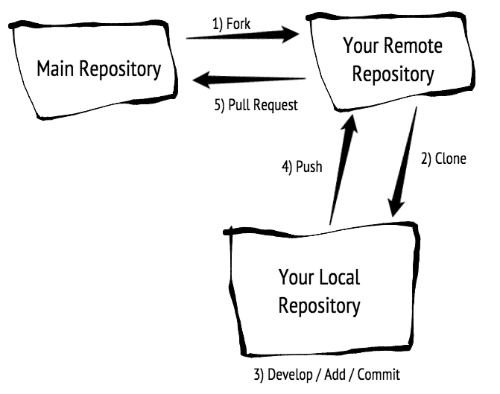 1) Fork
Main Repository
Your Remote
Repository
5) Pull Request
4) Push
2) Clone
Your Local
Repository
3) Develop / Add / Commit